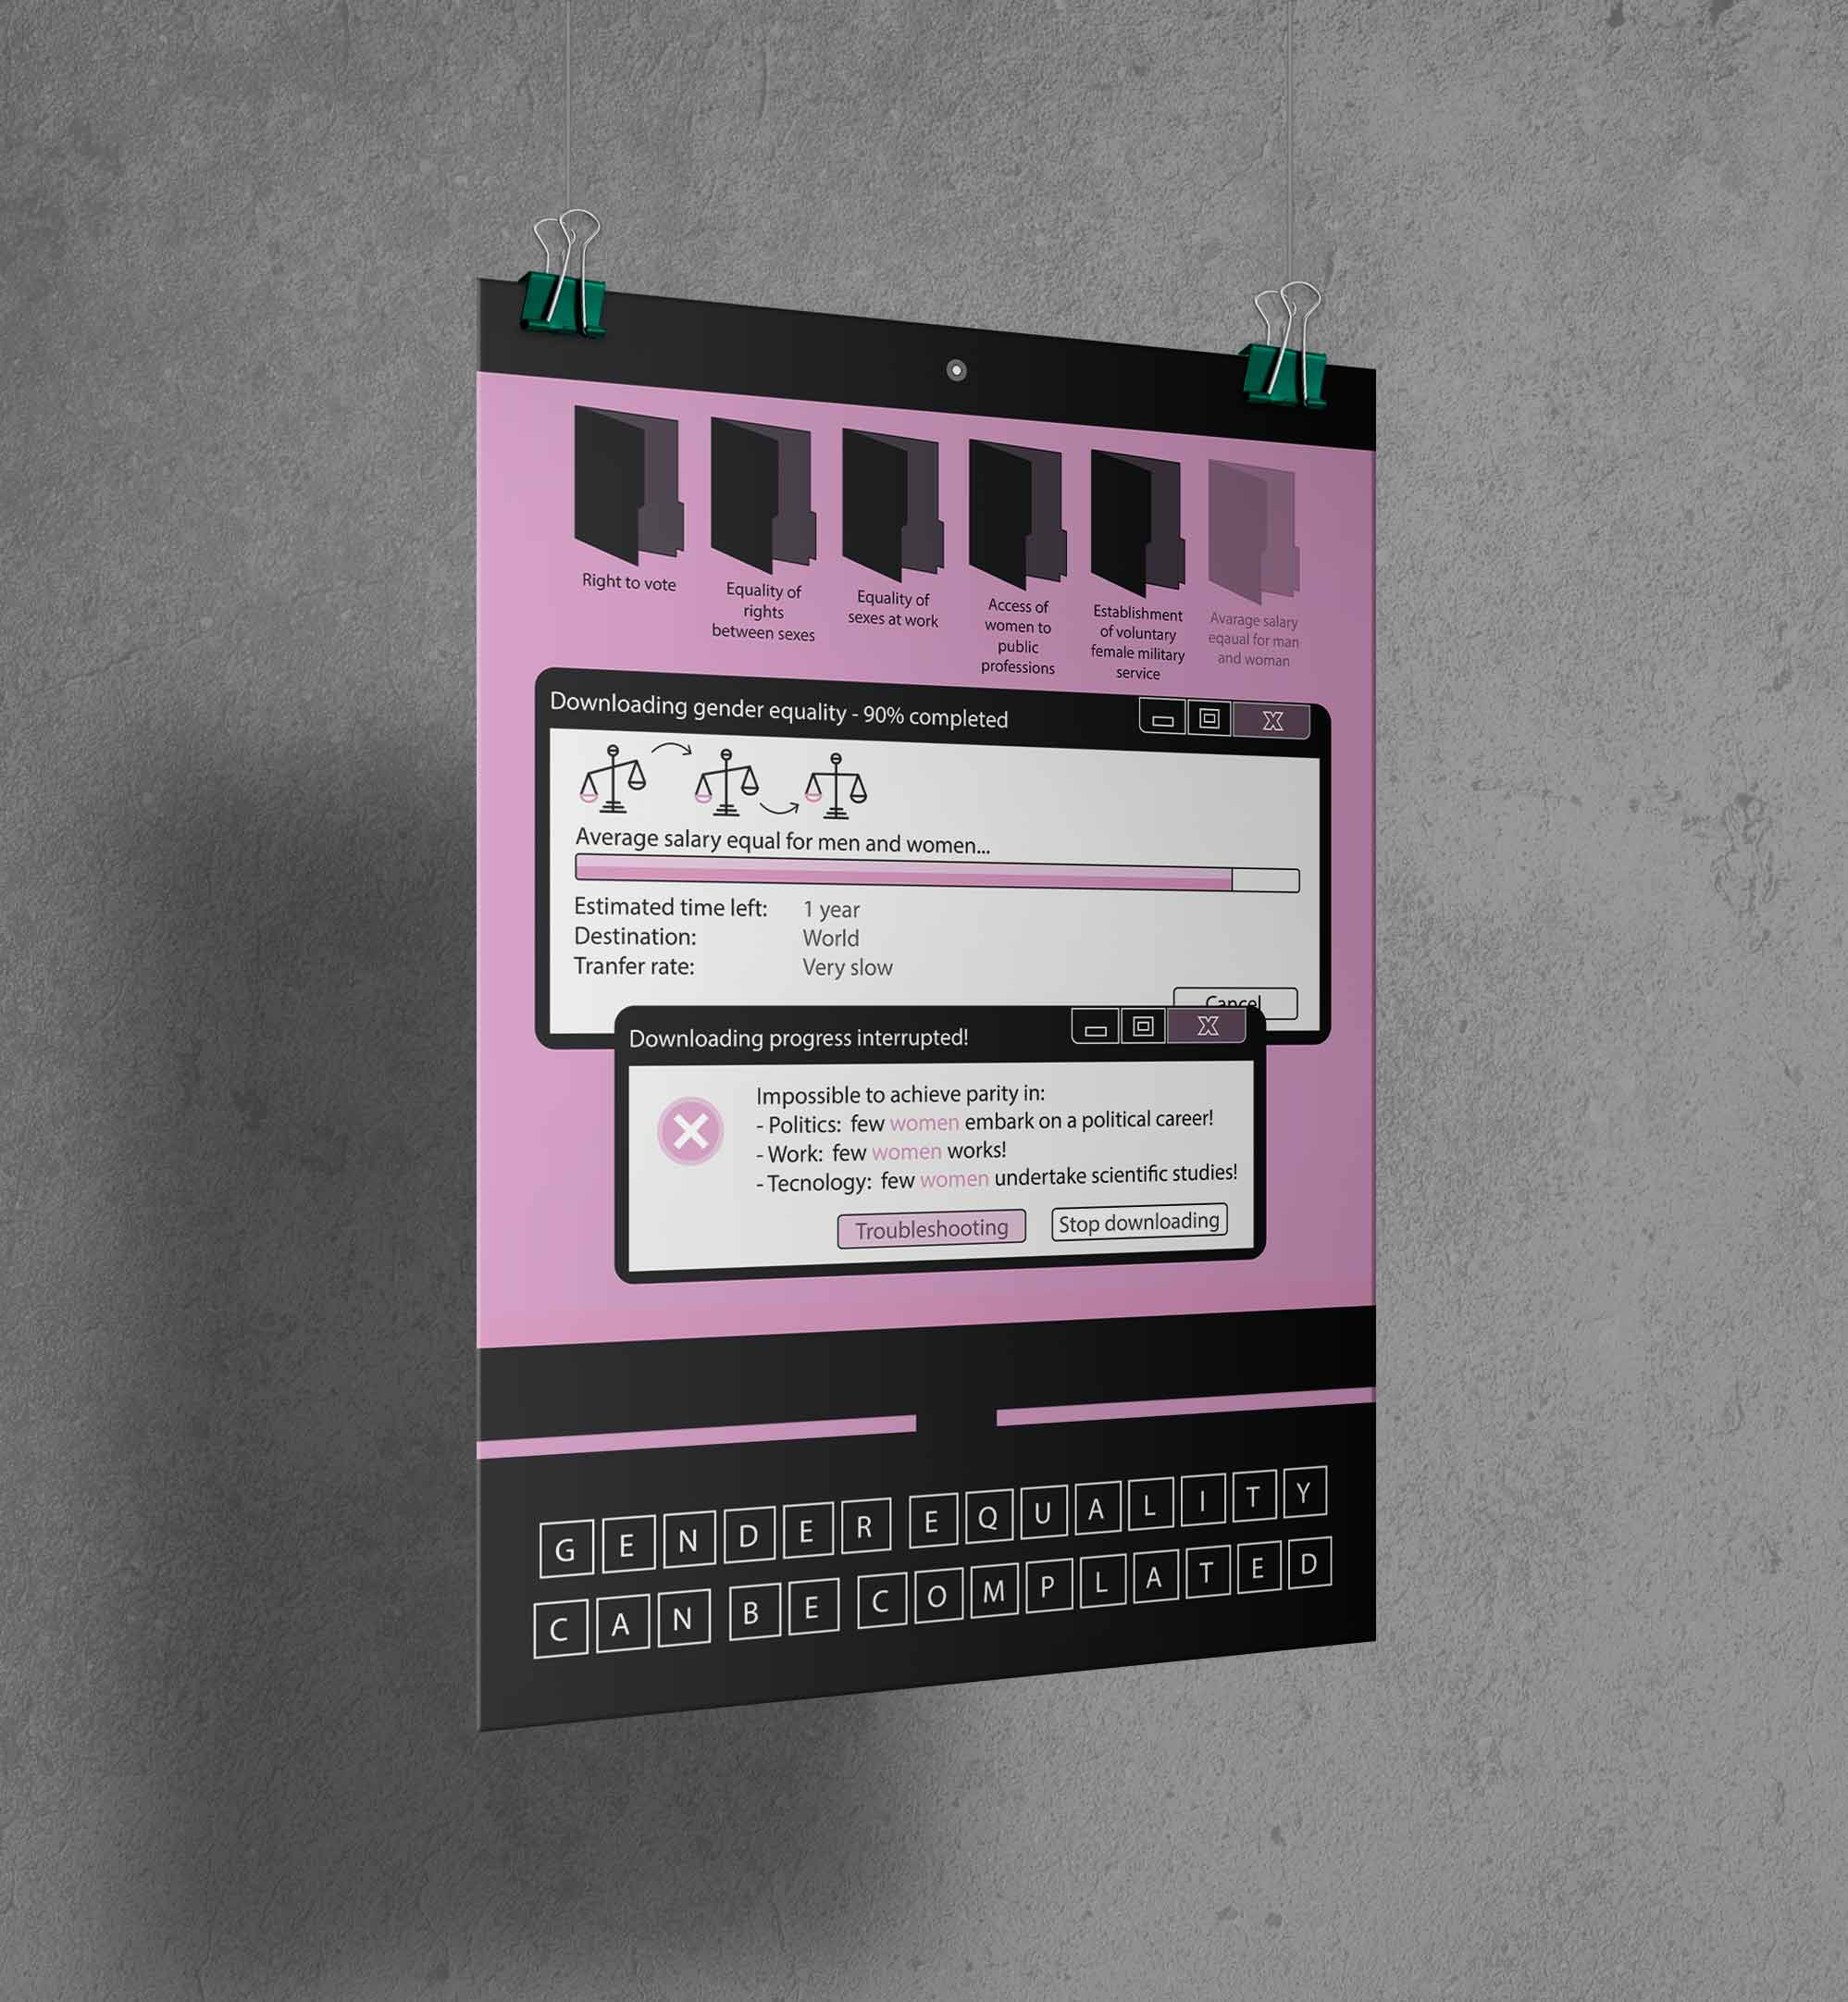 Right to vote
Equality of
rights
between sexes
Equality of
sexes at work
Access of
women to
public
professions
Establishment
of voluntary
female military
service
Avarage salary
eqaual for man
and woman
Downloading gender equality - 90% completed
X
Average salary equal for men and women...
Estimated time left: 1 year
Destination: World
Tranfer rate: Very slow
Cancel
Downloading progress interrupted!
X
Impossible to achieve parity in:
- Politics: few women embark on a political career!
- Work: few women works!
- Tecnology: few women undertake scientific studies!
Troubleshooting Stop downloading
GENDER EQUALITY
CAN BE COMPLATED